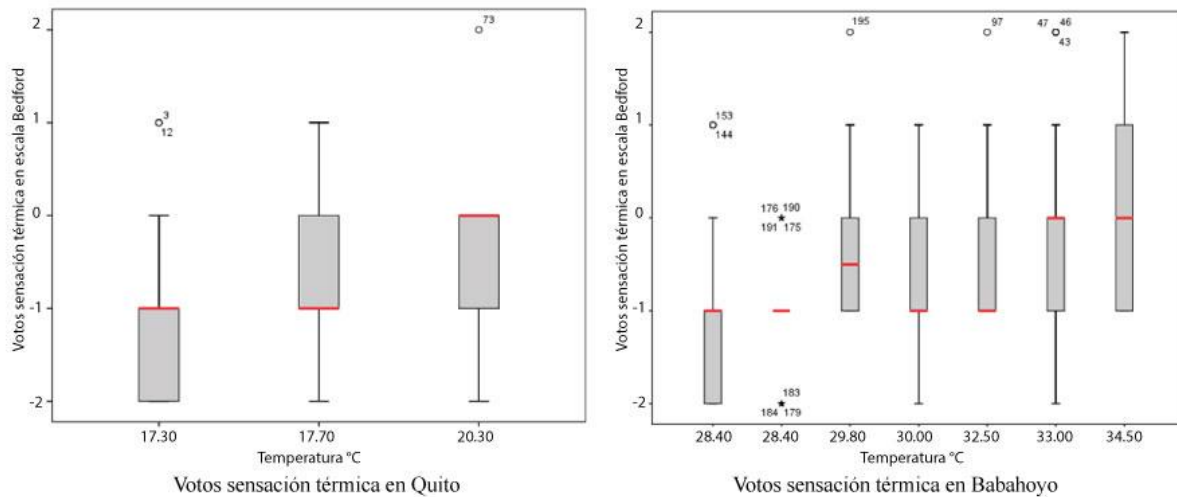 Votos sensación térmica en escala Bedford
2
1
0
-1
-2
3
12
73
17.30 17.70 20.30
Temperatura °C
Votos sensación térmica en Quito
Votos sensación térmica en escala Bedford
2
1
0
-1
-2
153
144
176 190
191 175
183
184 179
195
97
47 46
43
28.40 28.40 29.80 30.00 32.50 33.00 34.50
Temperatura °C
Votos sensación térmica en Babahoyo